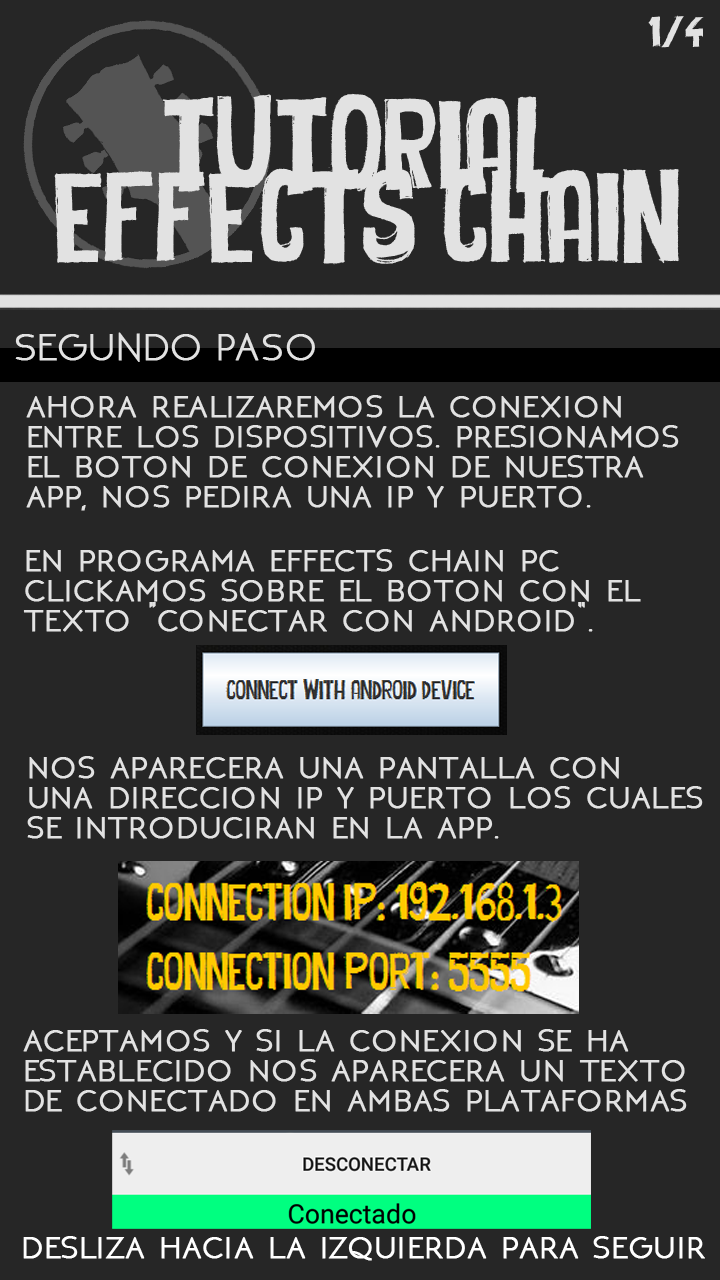 1/4
TUTORIAL
EFFECTS CHAIN
SEGUNDO PASO
AHORA REALIZAREMOS LA CONEXION
ENTRE LOS DISPOSITIVOS. PRESIONAMOS
EL BOTON DE CONEXION DE NUESTRA
APP, NOS PEDIRA UNA IP Y PUERTO.
EN PROGRAMA EFFECTS CHAIN PC
CLICKAMOS SOBRE EL BOTON CON EL
TEXTO "CONECTAR CON ANDROID".
CONNECT WITH ANDROID DEVICE
NOS APARECERA UNA PANTALLA CON
UNA DIRECCION IP Y PUERTO LOS CUALES
SE INTRODUCIRAN EN LA APP.
CONNECTION IP: 192.168.1.3
CONNECTION PORT: 5555
ACEPTAMOS Y SI LA CONEXION SE HA
ESTABLECIDO NOS APARECERA UN TEXTO
DE CONECTADO EN AMBAS PLATAFORMAS
DESCONECTAR
Conectado
DESLIZA HACIA LA IZQUIERDA PARA SEGUIR